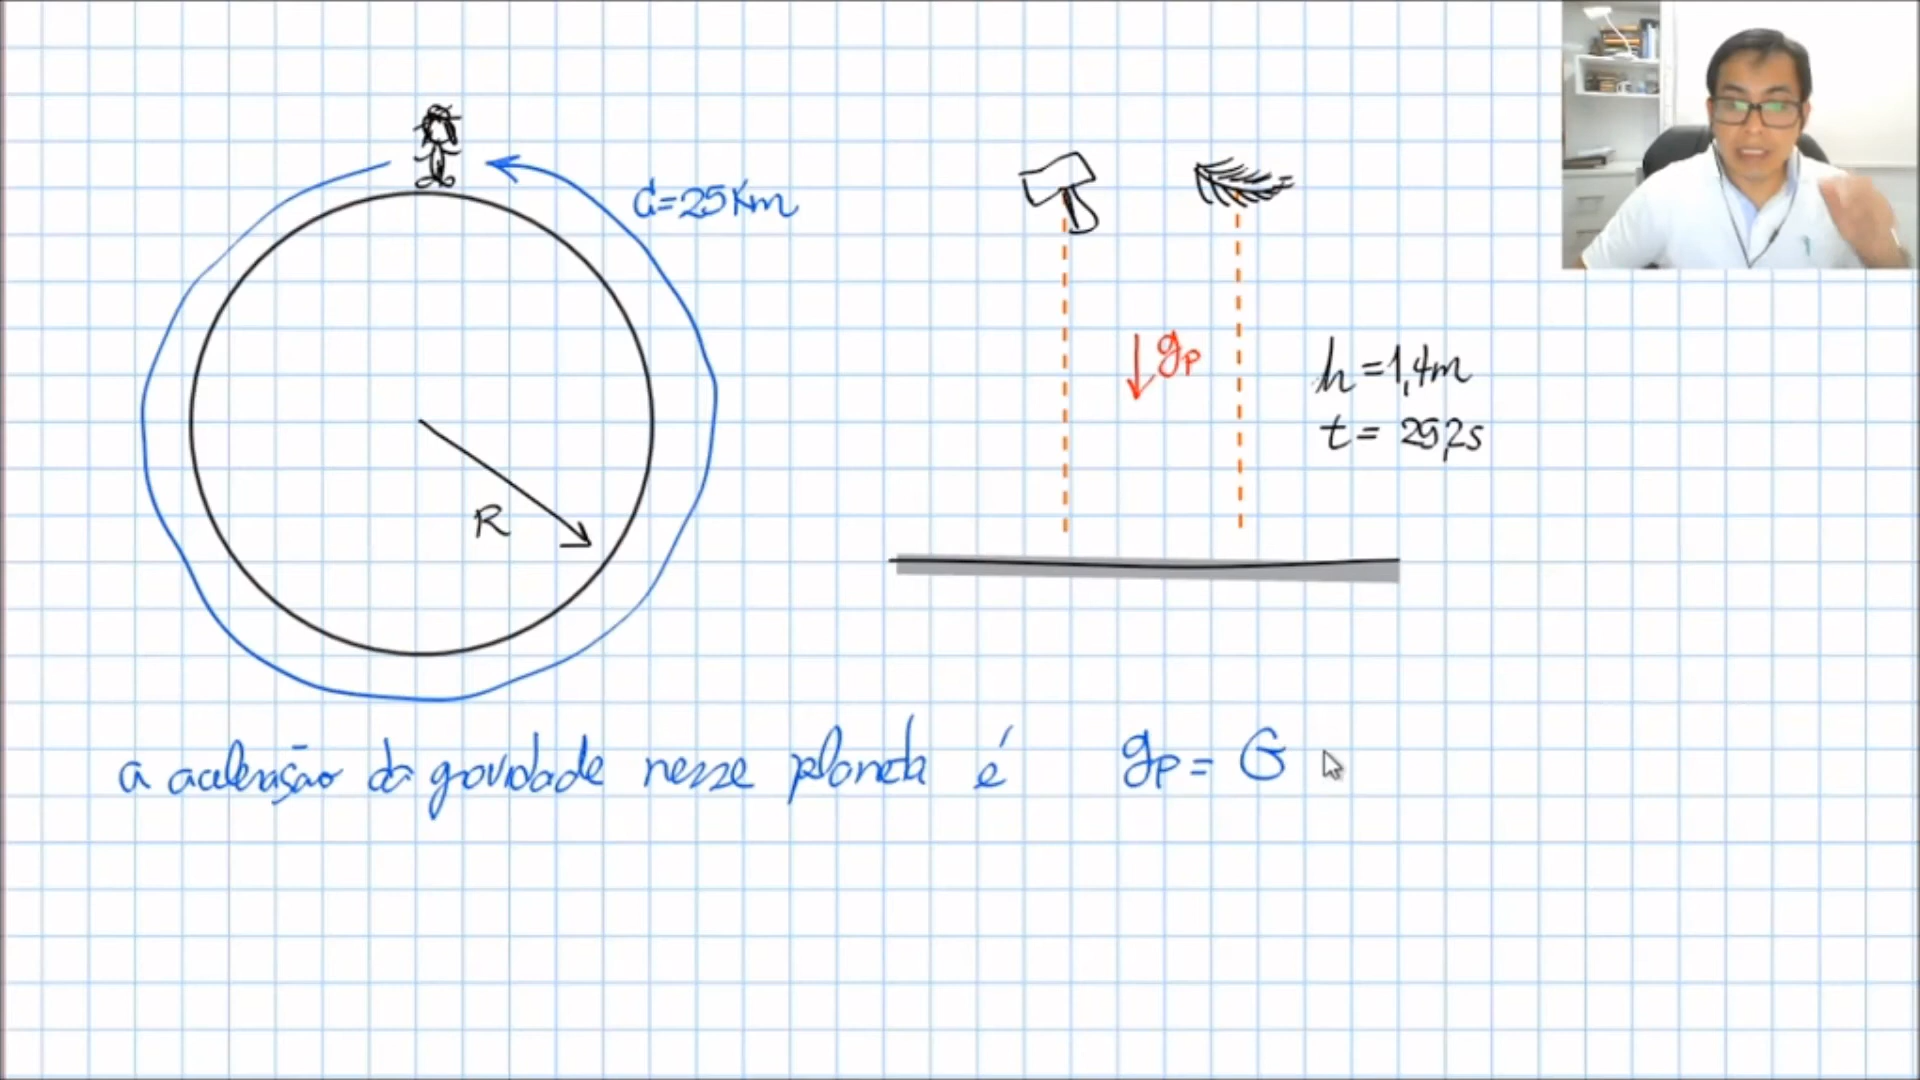 d=25Km
gp
h=1,4m
t= 29,2s
R
a aceleração da gravidade nesse planeta é gp= G